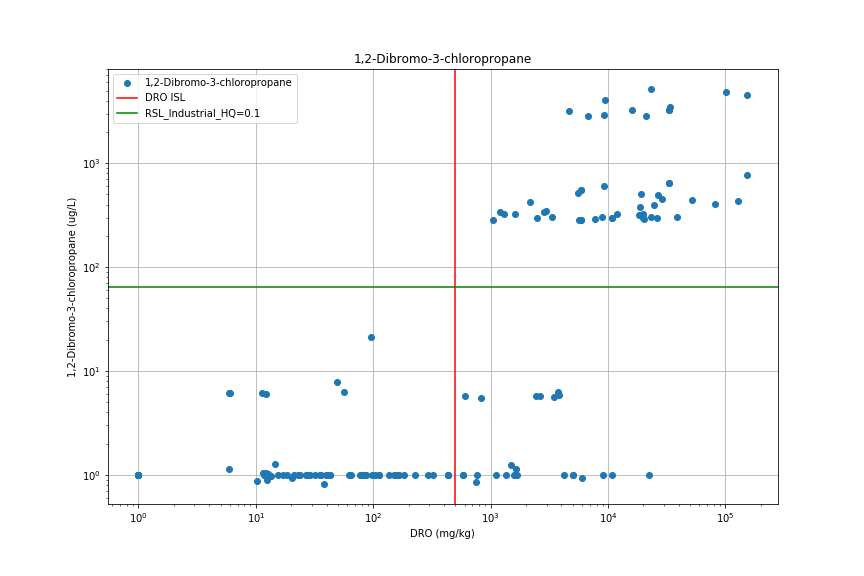 1,2-Dibromo-3-chloropropane
1,2-Dibromo-3-chloropropane
DRO ISL
RSL_Industrial_HQ=0.1
1,2-Dibromo-3-chloropropane (ug/L)
10³
10²
10¹
10⁰
10⁰ 10¹ 10² 10³ 10⁴ 10⁵
DRO (mg/kg)